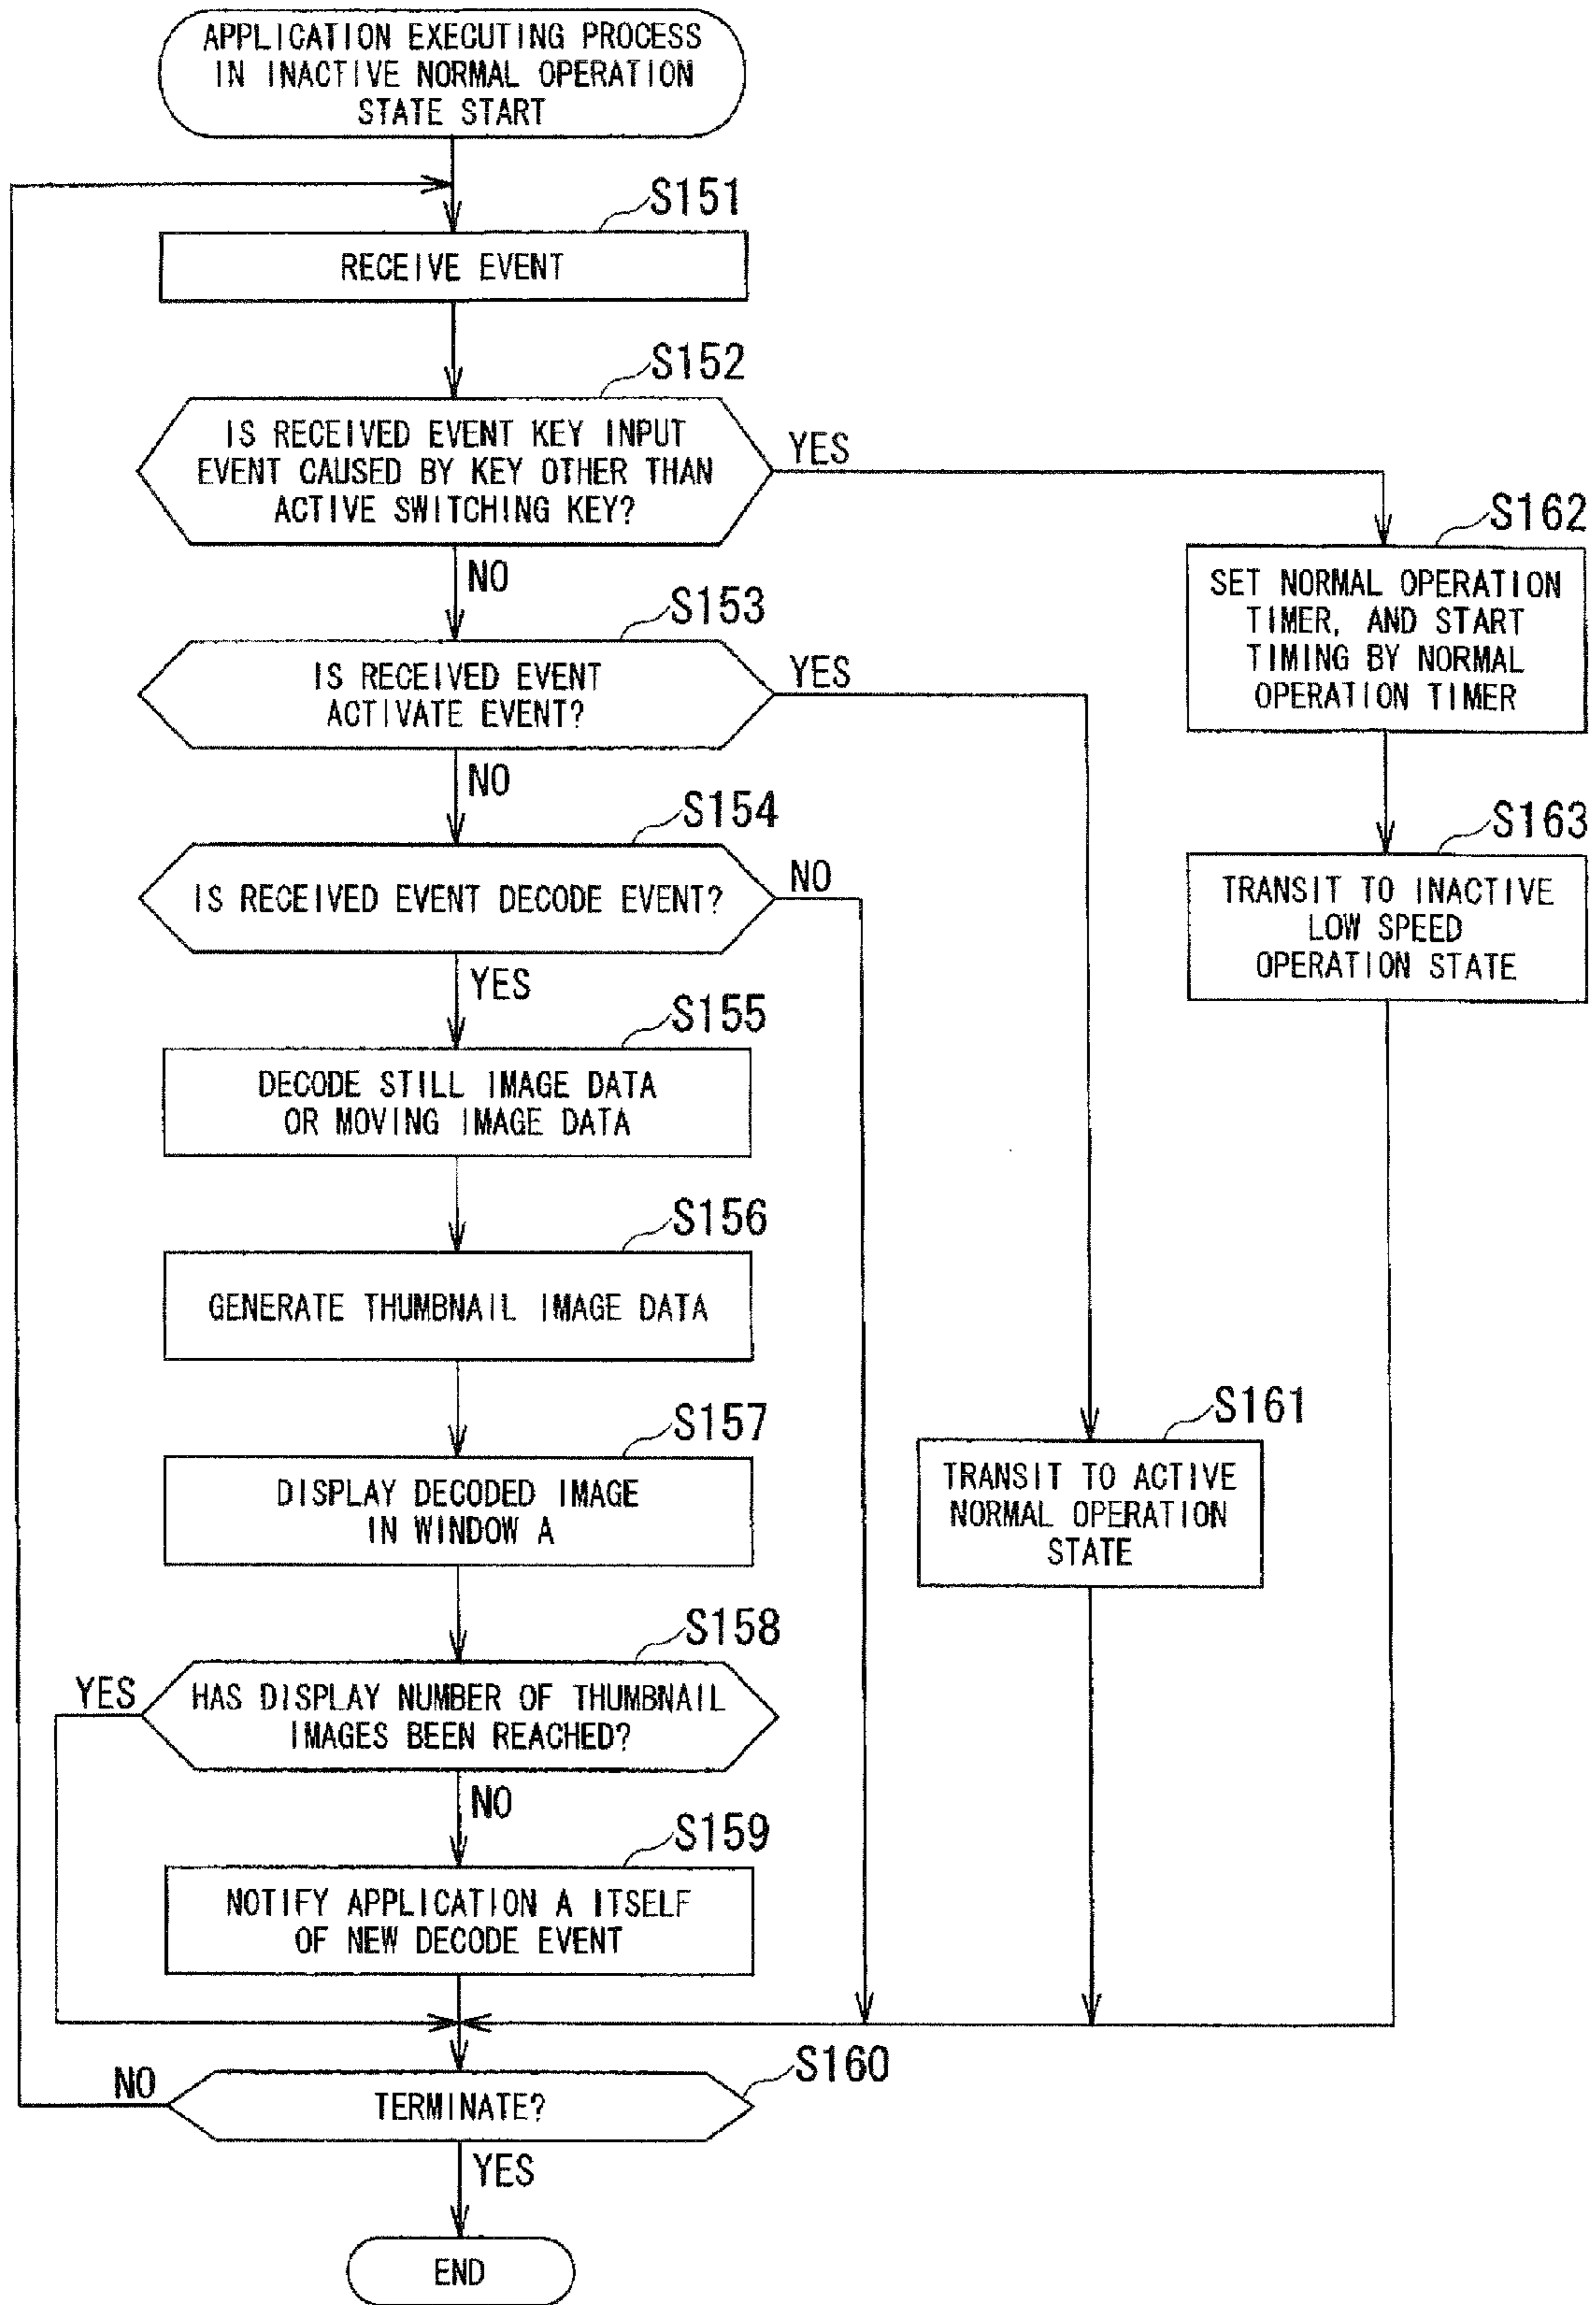 APPLICATION EXECUTING PROCESS
IN INACTIVE NORMAL OPERATION
STATE START
S151
RECEIVE EVENT
S152
IS RECEIVED EVENT KEY INPUT
EVENT CAUSED BY KEY OTHER THAN
ACTIVE SWITCHING KEY?
YES
NO
S162
SET NORMAL OPERATION
TIMER, AND START
TIMING BY NORMAL
OPERATION TIMER
S153
IS RECEIVED EVENT
ACTIVATE EVENT?
YES
NO
S163
TRANSIT TO INACTIVE
LOW SPEED
OPERATION STATE
S154
IS RECEIVED EVENT DECODE EVENT?
NO
YES
S155
DECODE STILL IMAGE DATA
OR MOVING IMAGE DATA
S156
GENERATE THUMBNAIL IMAGE DATA
S157
DISPLAY DECODED IMAGE
IN WINDOW A
S161
TRANSIT TO ACTIVE
NORMAL OPERATION
STATE
S158
YES
HAS DISPLAY NUMBER OF THUMBNAIL
IMAGES BEEN REACHED?
NO
S159
NOTIFY APPLICATION A ITSELF
OF NEW DECODE EVENT
S160
NO
TERMINATE?
YES
END